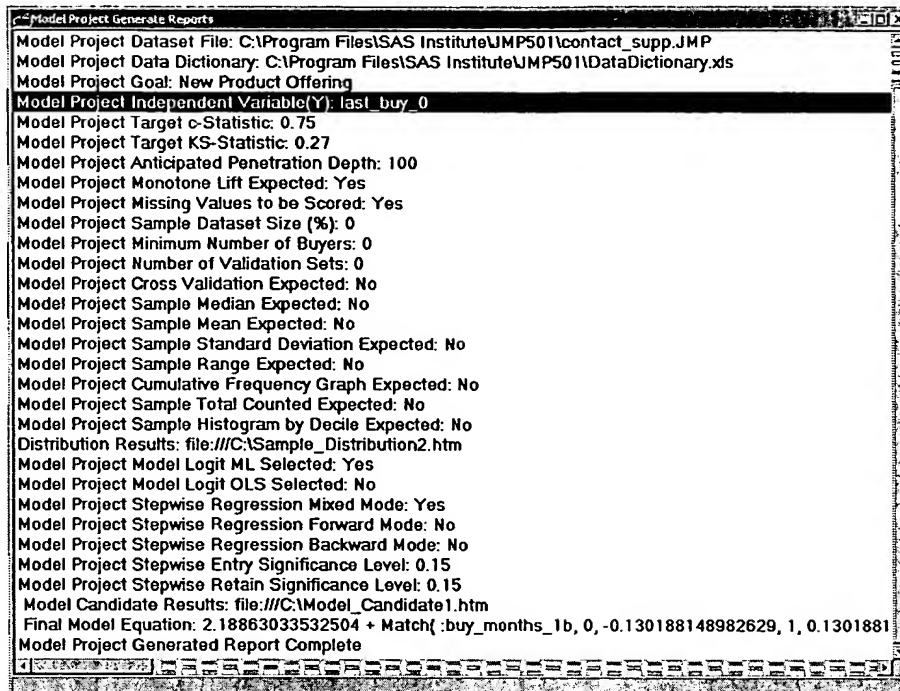 Model Project Generate Reports
Model Project Dataset File: C:\Program Files\SAS Institute\JMP501\contact_supp.JMP
Model Project Data Dictionary: C:\Program Files\SAS Institute\JMP501\DataDictionary.xls
Model Project Goal: New Product Offering
Model Project Independent Variable(Y): last_buy_0
Model Project Target c-Statistic: 0.75
Model Project Target KS-Statistic: 0.27
Model Project Anticipated Penetration Depth: 100
Model Project Monotone Lift Expected: Yes
Model Project Missing Values to be Scored: Yes
Model Project Sample Dataset Size (%): 0
Model Project Minimum Number of Buyers: 0
Model Project Number of Validation Sets: 0
Model Project Cross Validation Expected: No
Model Project Sample Median Expected: No
Model Project Sample Mean Expected: No
Model Project Sample Standard Deviation Expected: No
Model Project Sample Range Expected: No
Model Project Cumulative Frequency Graph Expected: No
Model Project Sample Total Counted Expected: No
Model Project Sample Histogram by Decile Expected: No
Distribution Results: file:///C:\Sample_Distribution2.htm
Model Project Model Logit ML Selected: Yes
Model Project Model Logit OLS Selected: No
Model Project Stepwise Regression Mixed Mode: Yes
Model Project Stepwise Regression Forward Mode: No
Model Project Stepwise Regression Backward Mode: No
Model Project Stepwise Entry Significance Level: 0.15
Model Project Stepwise Retain Significance Level: 0.15
Model Candidate Results: file:///C:\Model_Candidate1.htm
Final Model Equation: 2.18863033532504 + Match( :buy_months_1b, 0, -0.130188148982629, 1, 0.1301881
Model Project Generated Report Complete